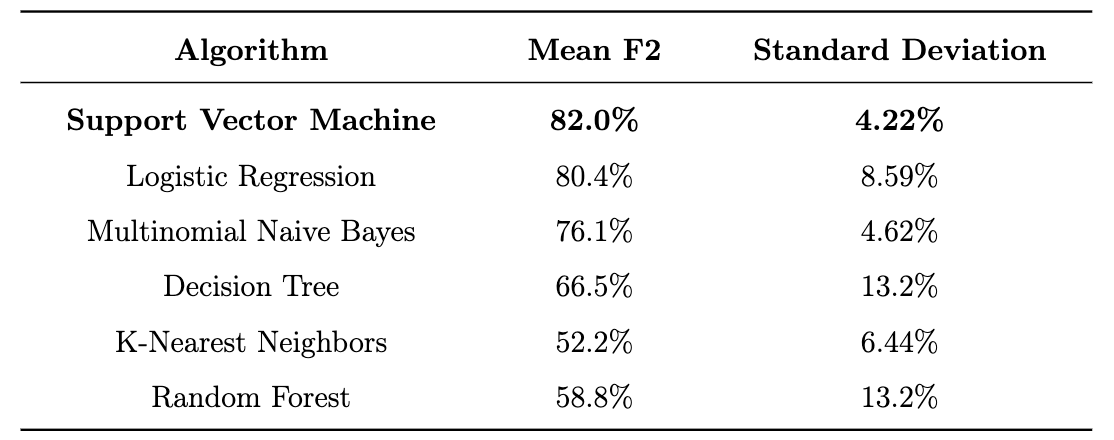 Algorithm Mean F2 Standard Deviation
Support Vector Machine 82.0% 4.22%
Logistic Regression 80.4% 8.59%
Multinomial Naive Bayes 76.1% 4.62%
Decision Tree 66.5% 13.2%
K-Nearest Neighbors 52.2% 6.44%
Random Forest 58.8% 13.2%